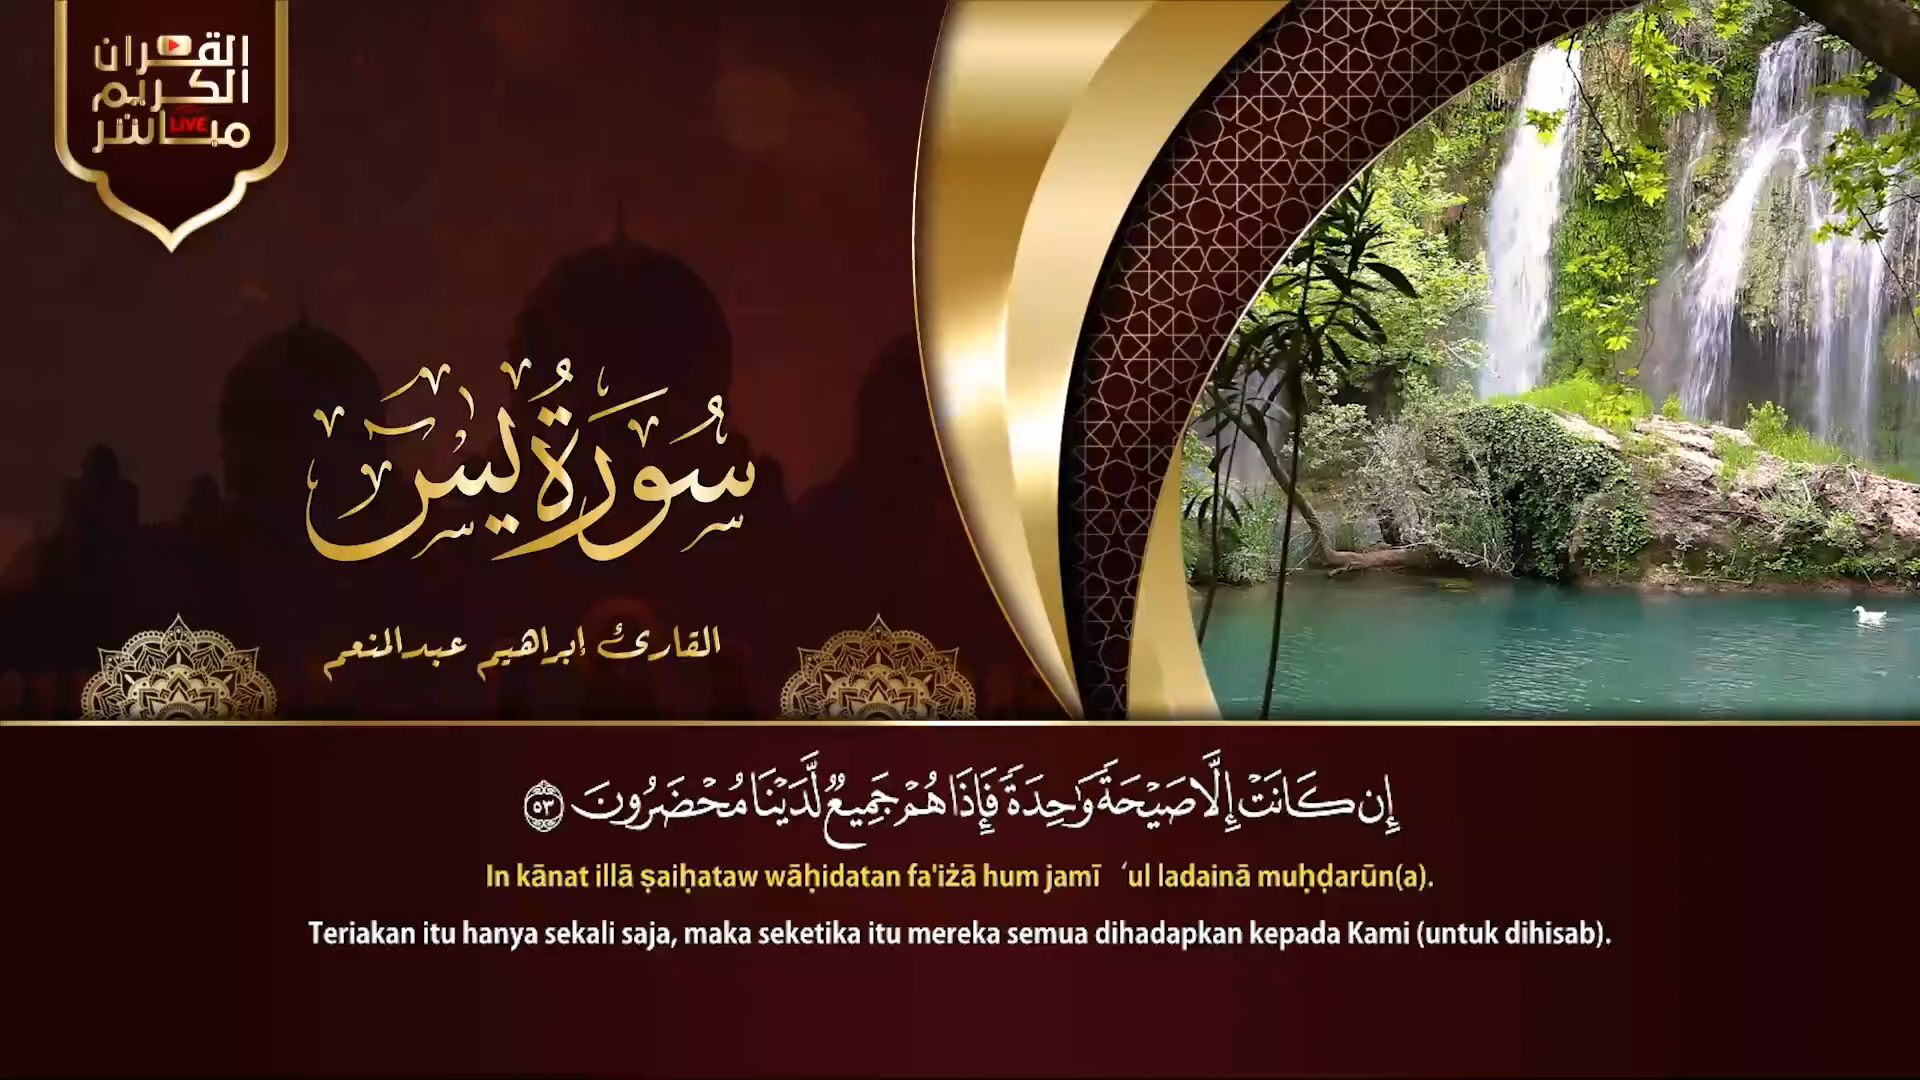 القرآن
الكريم
مباشر LIVE
سُورَةُ يسٓ
القارئ إبراهيم عبدالمنعم
إِن كَانَتْ إِلَّا صَيْحَةً وَٰحِدَةً فَإِذَا هُمْ جَمِيعٌ لَّدَيْنَا مُحْضَرُونَ ٥٣
In kānat illā ṣaiḥataw wāḥidatan fa'iżā hum jamī ‘ul ladainā muḥḍarūn(a).
Teriakan itu hanya sekali saja, maka seketika itu mereka semua dihadapkan kepada Kami (untuk dihisab).